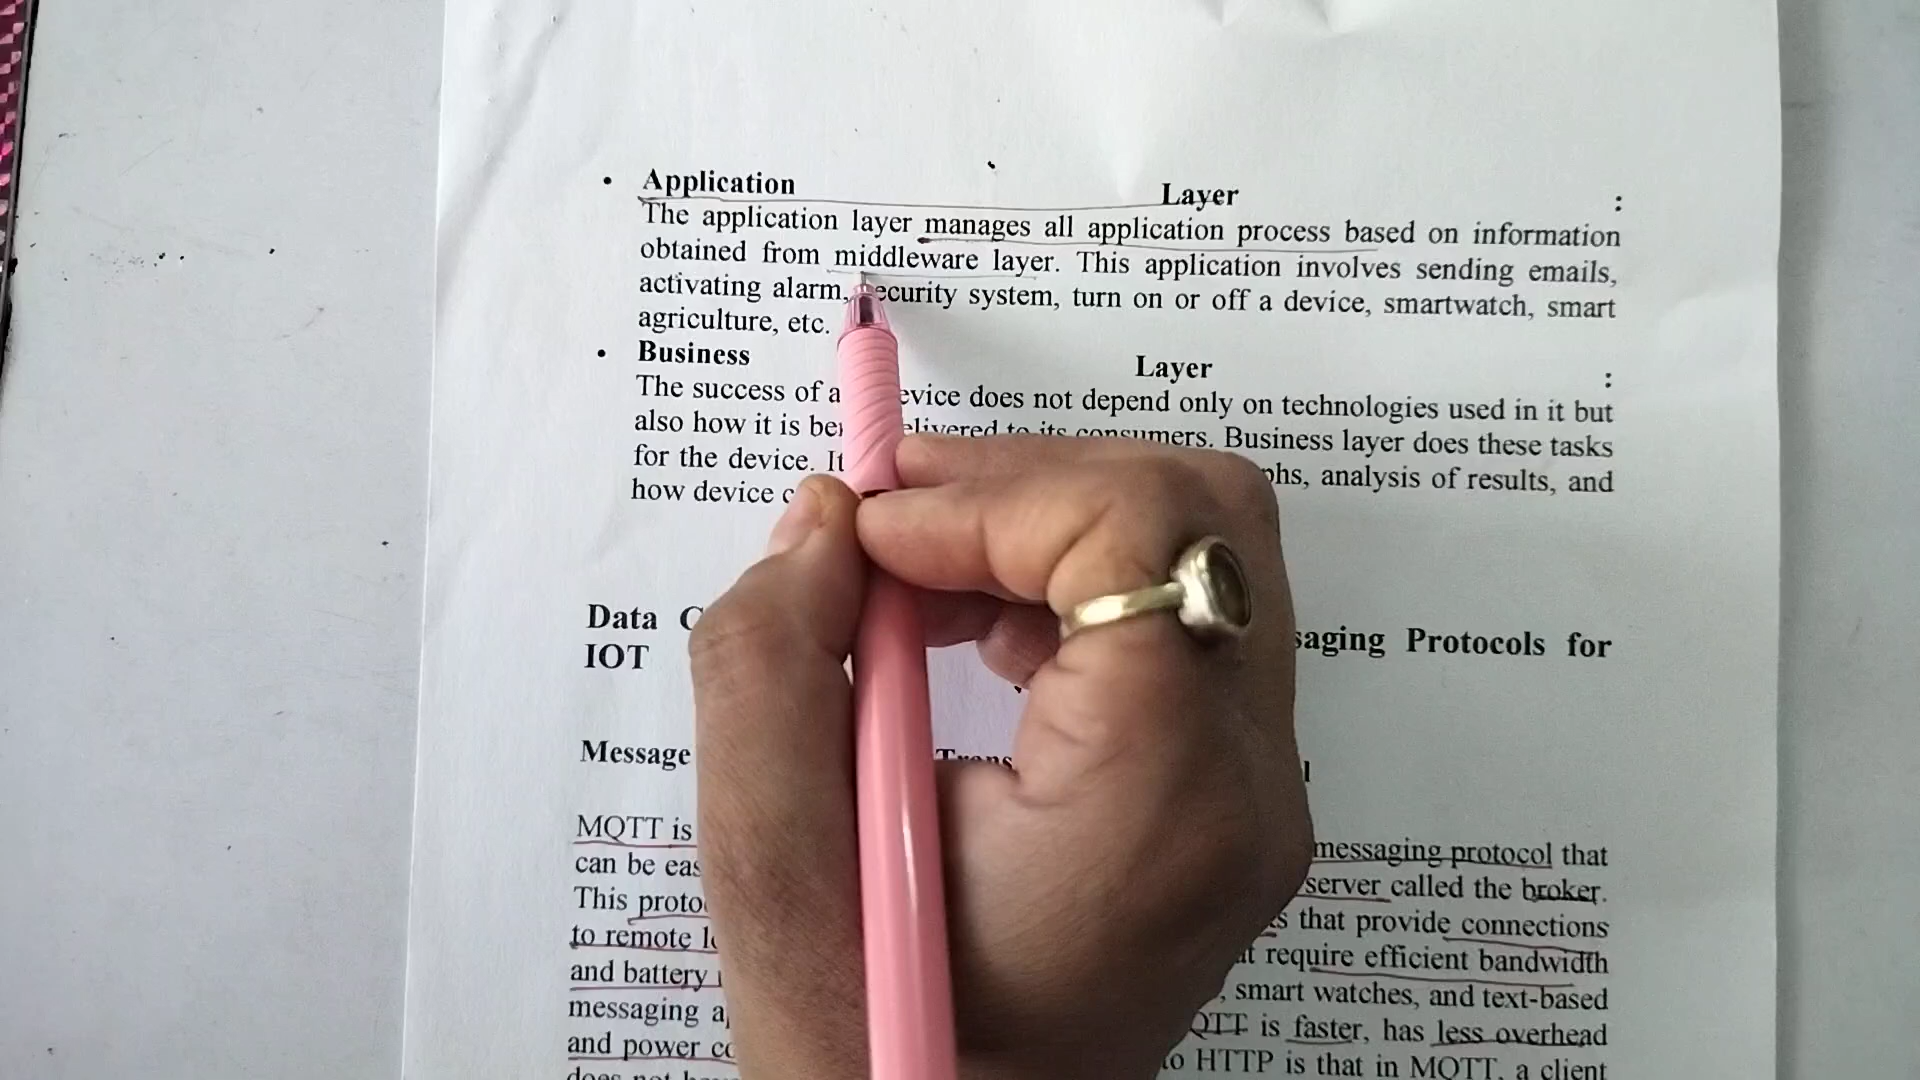 • Application Layer :
The application layer manages all application process based on information
obtained from middleware layer. This application involves sending emails,
activating alarm, security system, turn on or off a device, smartwatch, smart
agriculture, etc.
• Business Layer :
The success of a device does not depend only on technologies used in it but
also how it is being delivered to its consumers. Business layer does these tasks
for the device. It phs, analysis of results, and
how device
Data saging Protocols for
IOT
Message Trans l
MQTT is messaging protocol that
can be eas server called the broker.
This proto that provide connections
to remote require efficient bandwidth
and battery , smart watches, and text-based
messaging QTT is faster, has less overhead
and power to HTTP is that in MQTT, a client
does not